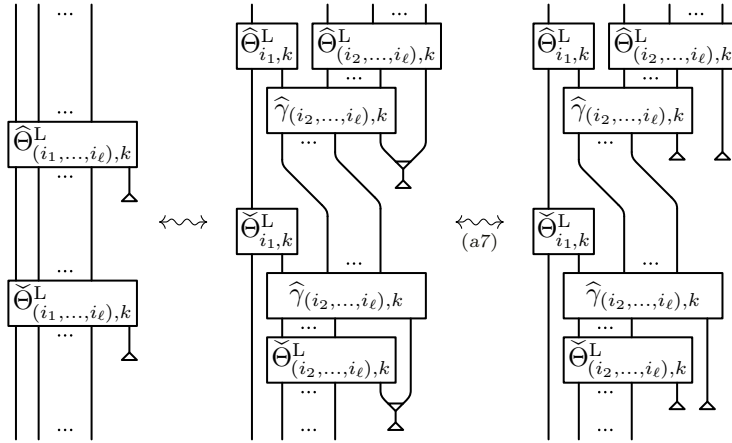 ... ... ...
Θ̂^L_{i_1,k} Θ̂^L_{(i_2,...,i_ℓ),k} Θ̂^L_{i_1,k} Θ̂^L_{(i_2,...,i_ℓ),k}
... ... ...
γ̂_{(i_2,...,i_ℓ),k} γ̂_{(i_2,...,i_ℓ),k}
Θ̂^L_{(i_1,...,i_ℓ),k}
... ... ...
Θ̌^L_{i_1,k} Θ̌^L_{i_1,k}
(a7)
... ... ...
Θ̌^L_{(i_1,...,i_ℓ),k} γ̂_{(i_2,...,i_ℓ),k} γ̂_{(i_2,...,i_ℓ),k}
... ... ...
Θ̌^L_{(i_2,...,i_ℓ),k} Θ̌^L_{(i_2,...,i_ℓ),k}
... ... ...